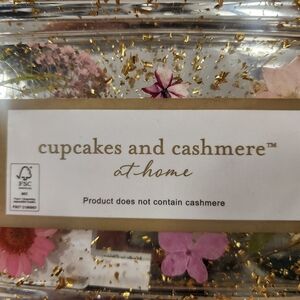 cupcakes and cashmere™
at home
Product does not contain cashmere
FSC